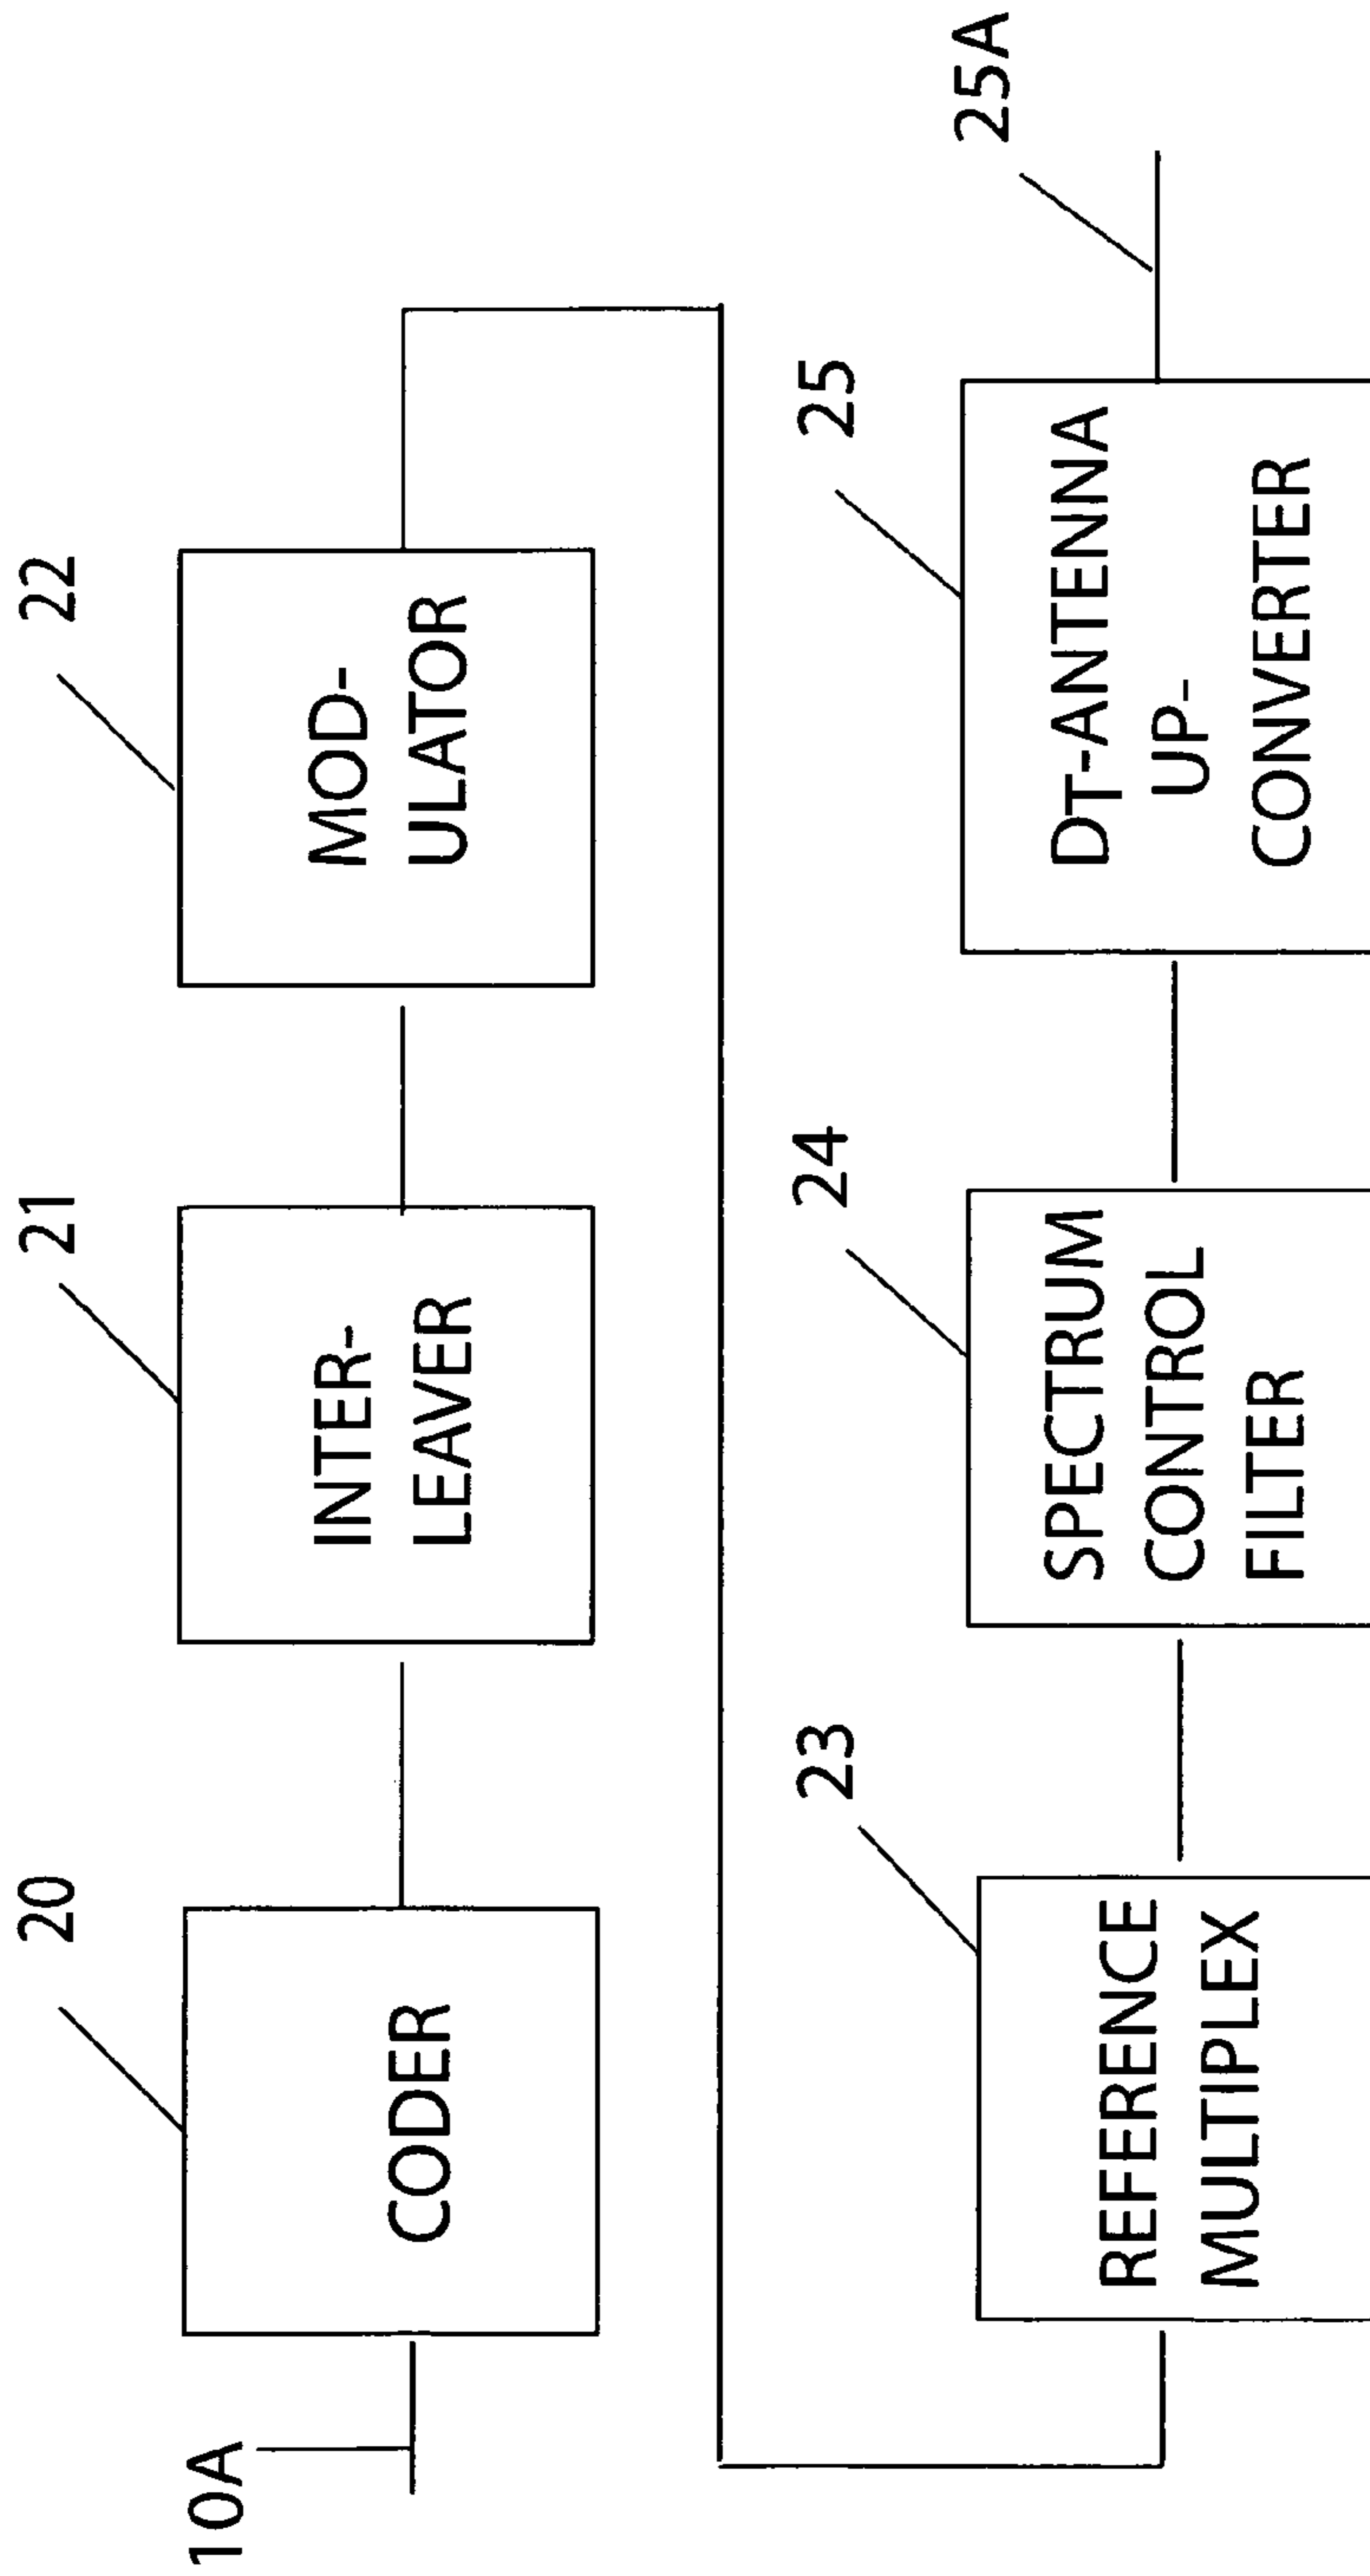 10A
20
CODER
21
INTER-
LEAVER
22
MOD-
ULATOR
23
REFERENCE
MULTIPLEX
24
SPECTRUM
CONTROL
FILTER
25
DT-ANTENNA
UP-
CONVERTER
25A